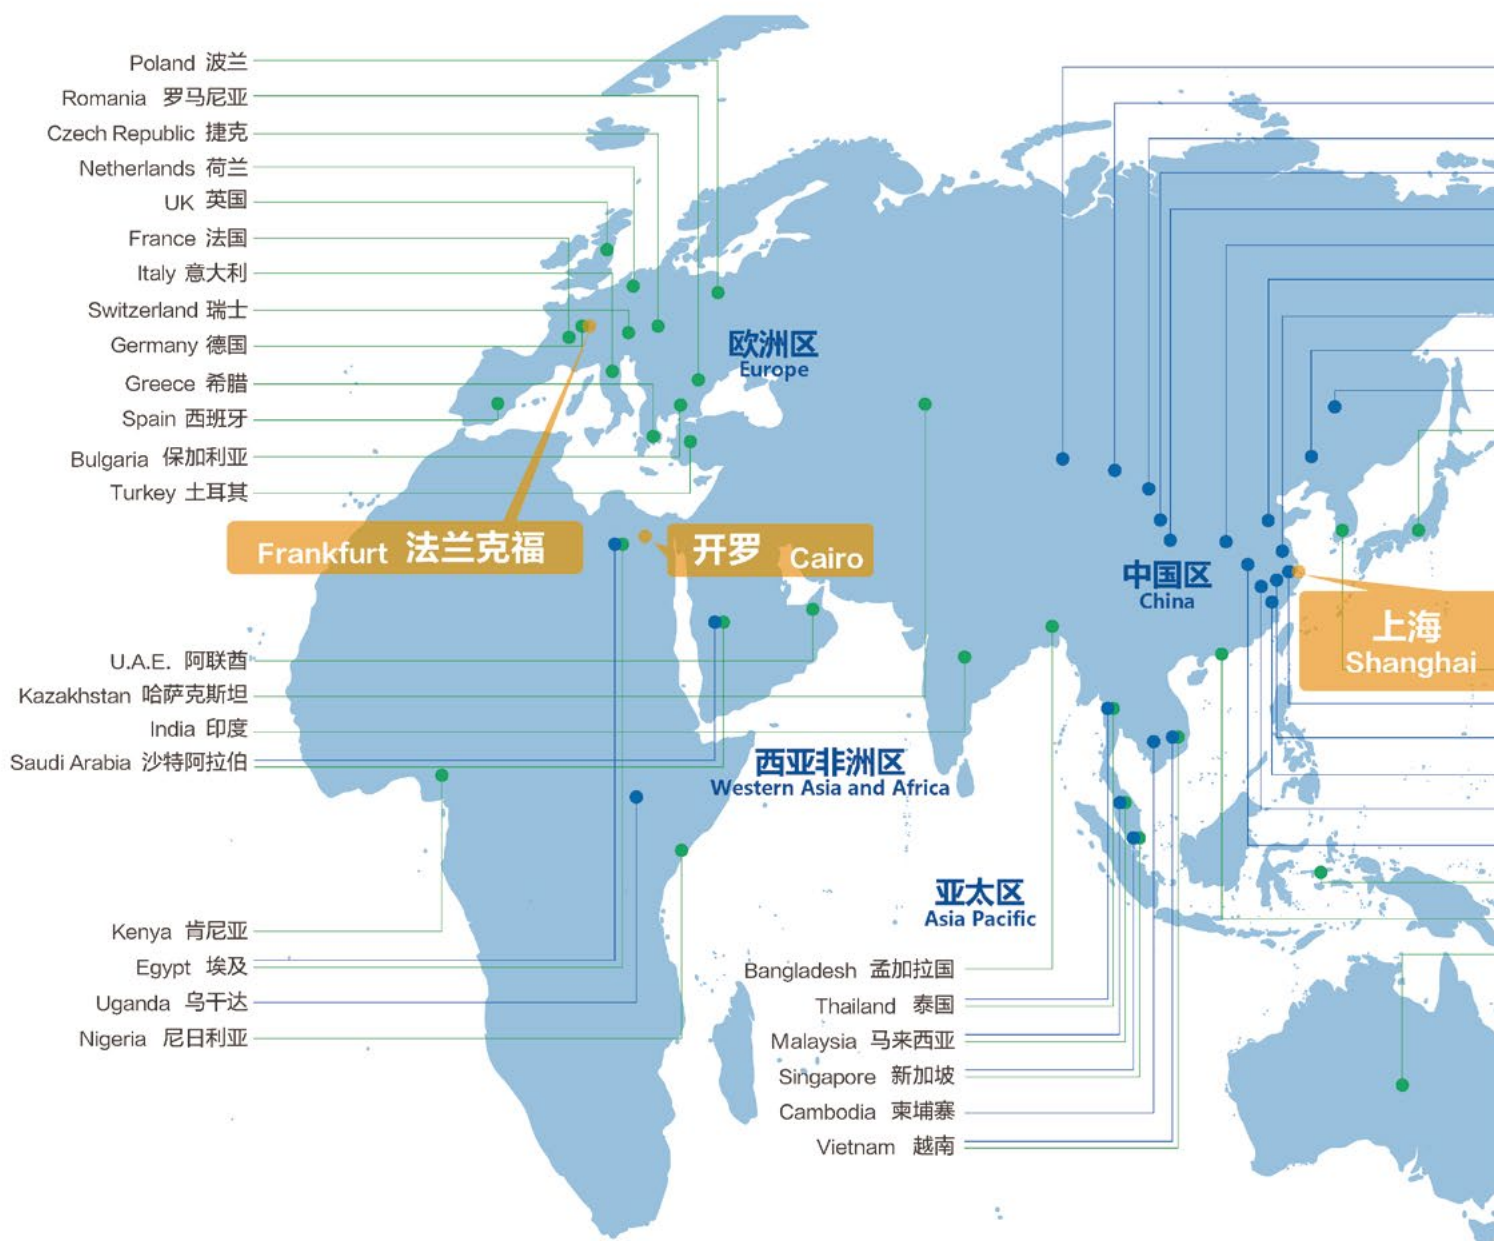 Poland 波兰
Romania 罗马尼亚
Czech Republic 捷克
Netherlands 荷兰
UK 英国
France 法国
Italy 意大利
Switzerland 瑞士
Germany 德国
Greece 希腊
Spain 西班牙
Bulgaria 保加利亚
Turkey 土耳其
欧洲区
Europe
Frankfurt 法兰克福
开罗 Cairo
中国区
China
上海
Shanghai
U.A.E. 阿联酋
Kazakhstan 哈萨克斯坦
India 印度
Saudi Arabia 沙特阿拉伯
西亚非洲区
Western Asia and Africa
亚太区
Asia Pacific
Kenya 肯尼亚
Egypt 埃及
Uganda 乌干达
Nigeria 尼日利亚
Bangladesh 孟加拉国
Thailand 泰国
Malaysia 马来西亚
Singapore 新加坡
Cambodia 柬埔寨
Vietnam 越南